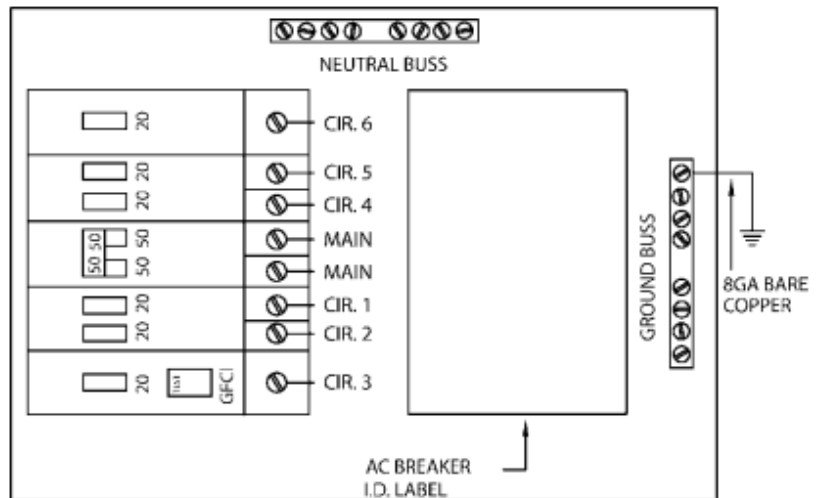 NEUTRAL BUSS
20 CIR. 6
20 CIR. 5
20 CIR. 4
50 50 MAIN
50 50 MAIN
20 CIR. 1
20 CIR. 2
20 TEST GFCI CIR. 3
GROUND BUSS
8GA BARE
COPPER
AC BREAKER
I.D. LABEL